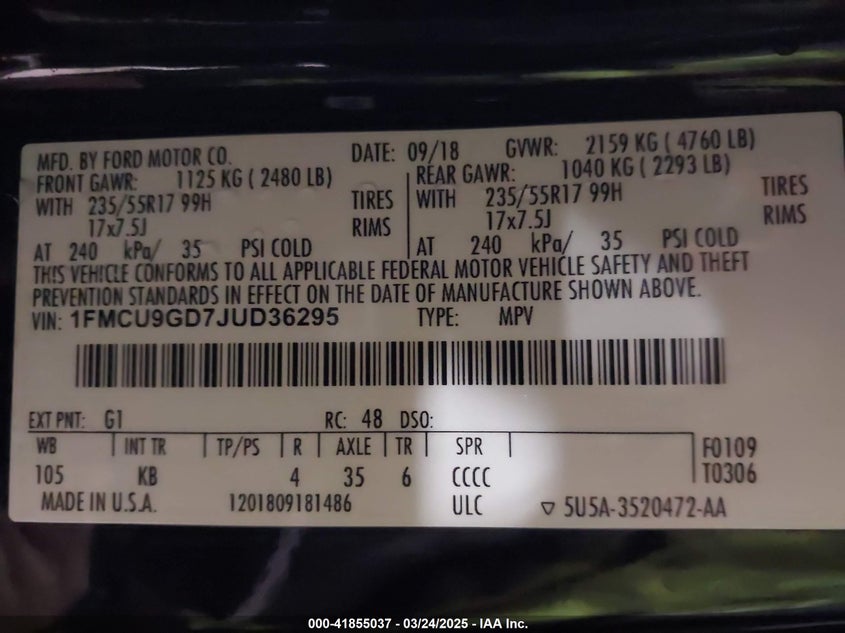 MFD. BY FORD MOTOR CO. DATE: 09/18 GVWR: 2159 KG ( 4760 LB)
FRONT GAWR: 1125 KG ( 2480 LB) REAR GAWR: 1040 KG ( 2293 LB)
WITH 235/55R17 99H TIRES WITH 235/55R17 99H TIRES
17x7.5J RIMS 17x7.5J RIMS
AT 240 kPa/ 35 PSI COLD AT 240 kPa/ 35 PSI COLD
THIS VEHICLE CONFORMS TO ALL APPLICABLE FEDERAL MOTOR VEHICLE SAFETY AND THEFT
PREVENTION STANDARDS IN EFFECT ON THE DATE OF MANUFACTURE SHOWN ABOVE.
VIN: 1FMCU9GD7JUD36295 TYPE: MPV
EXT PNT: G1 RC: 48 DSO:
WB INT TR TP/PS R AXLE TR SPR F0109
105 KB 4 35 6 CCCC T0306
MADE IN U.S.A. 1201809181486 ULC ▽ 5U5A-3520472-AA
000-41855037 - 03/24/2025 - IAA Inc.